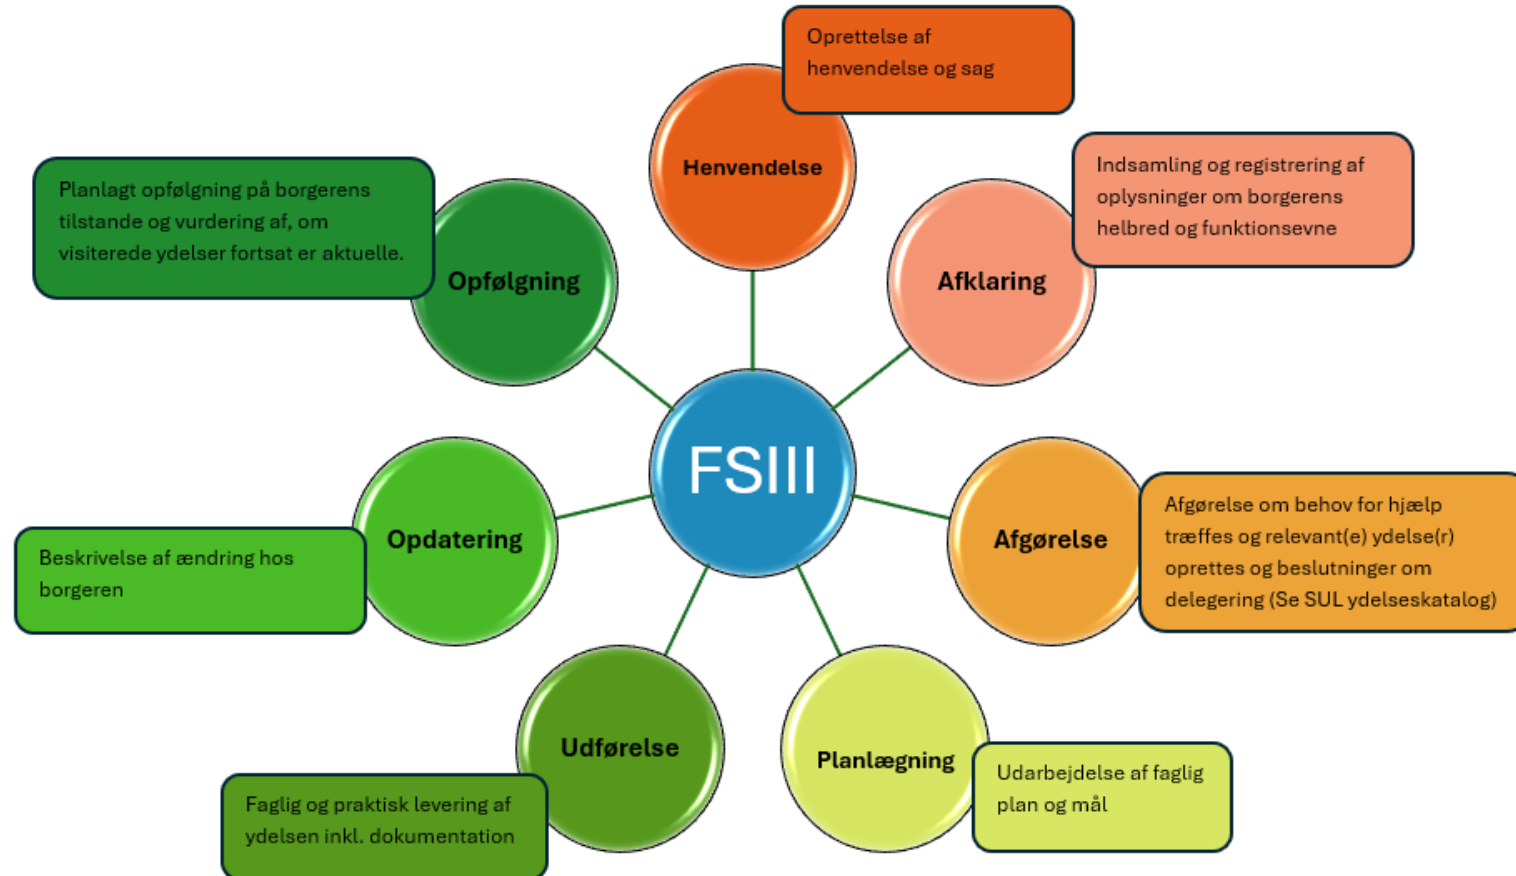 Oprettelse af
henvendelse og sag
Henvendelse
Indsamling og registrering af
oplysninger om borgerens
helbred og funktionsevne
Afklaring
Afgørelse om behov for hjælp
træffes og relevant(e) ydelse(r)
oprettes og beslutninger om
delegering (Se SUL ydelseskatalog)
Afgørelse
Planlægning
Udarbejdelse af faglig
plan og mål
Udførelse
Faglig og praktisk levering af
ydelsen inkl. dokumentation
Opdatering
Beskrivelse af ændring hos
borgeren
Planlagt opfølgning på borgerens
tilstande og vurdering af, om
visiterede ydelser fortsat er aktuelle.
Opfølgning
FSIII